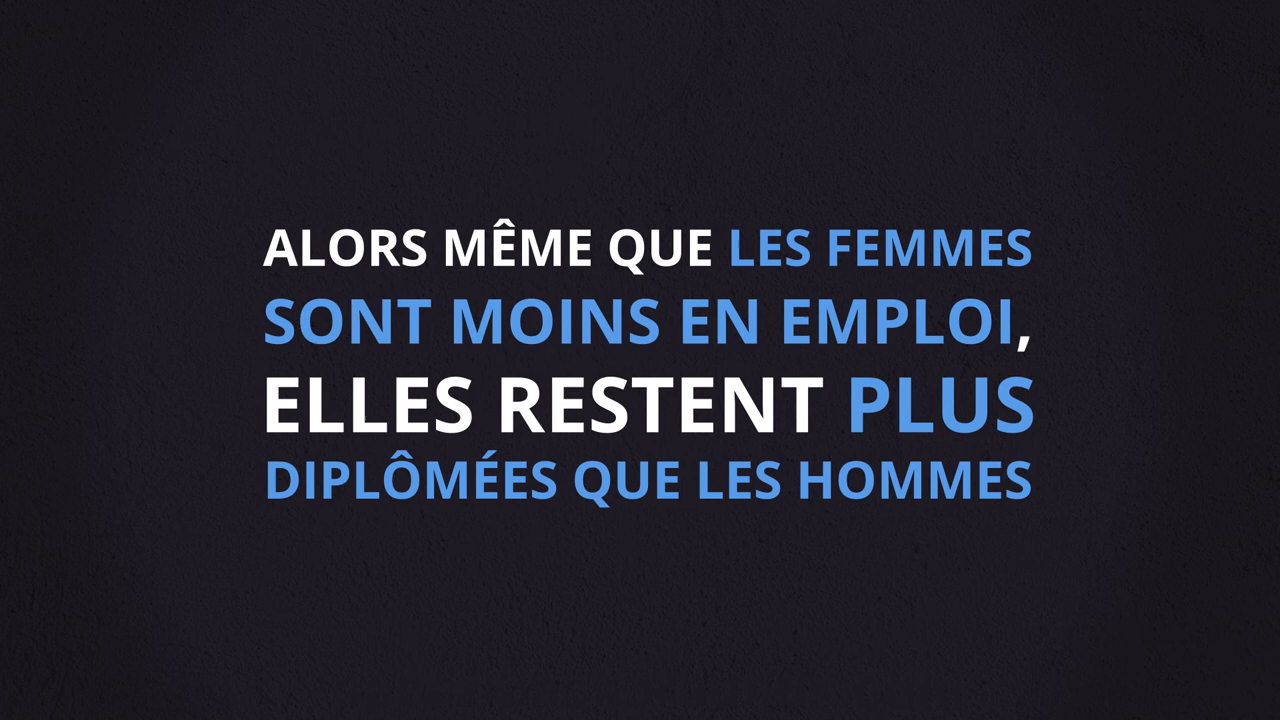 ALORS MÊME QUE LES FEMMES
SONT MOINS EN EMPLOI,
ELLES RESTENT PLUS
DIPLÔMÉES QUE LES HOMMES